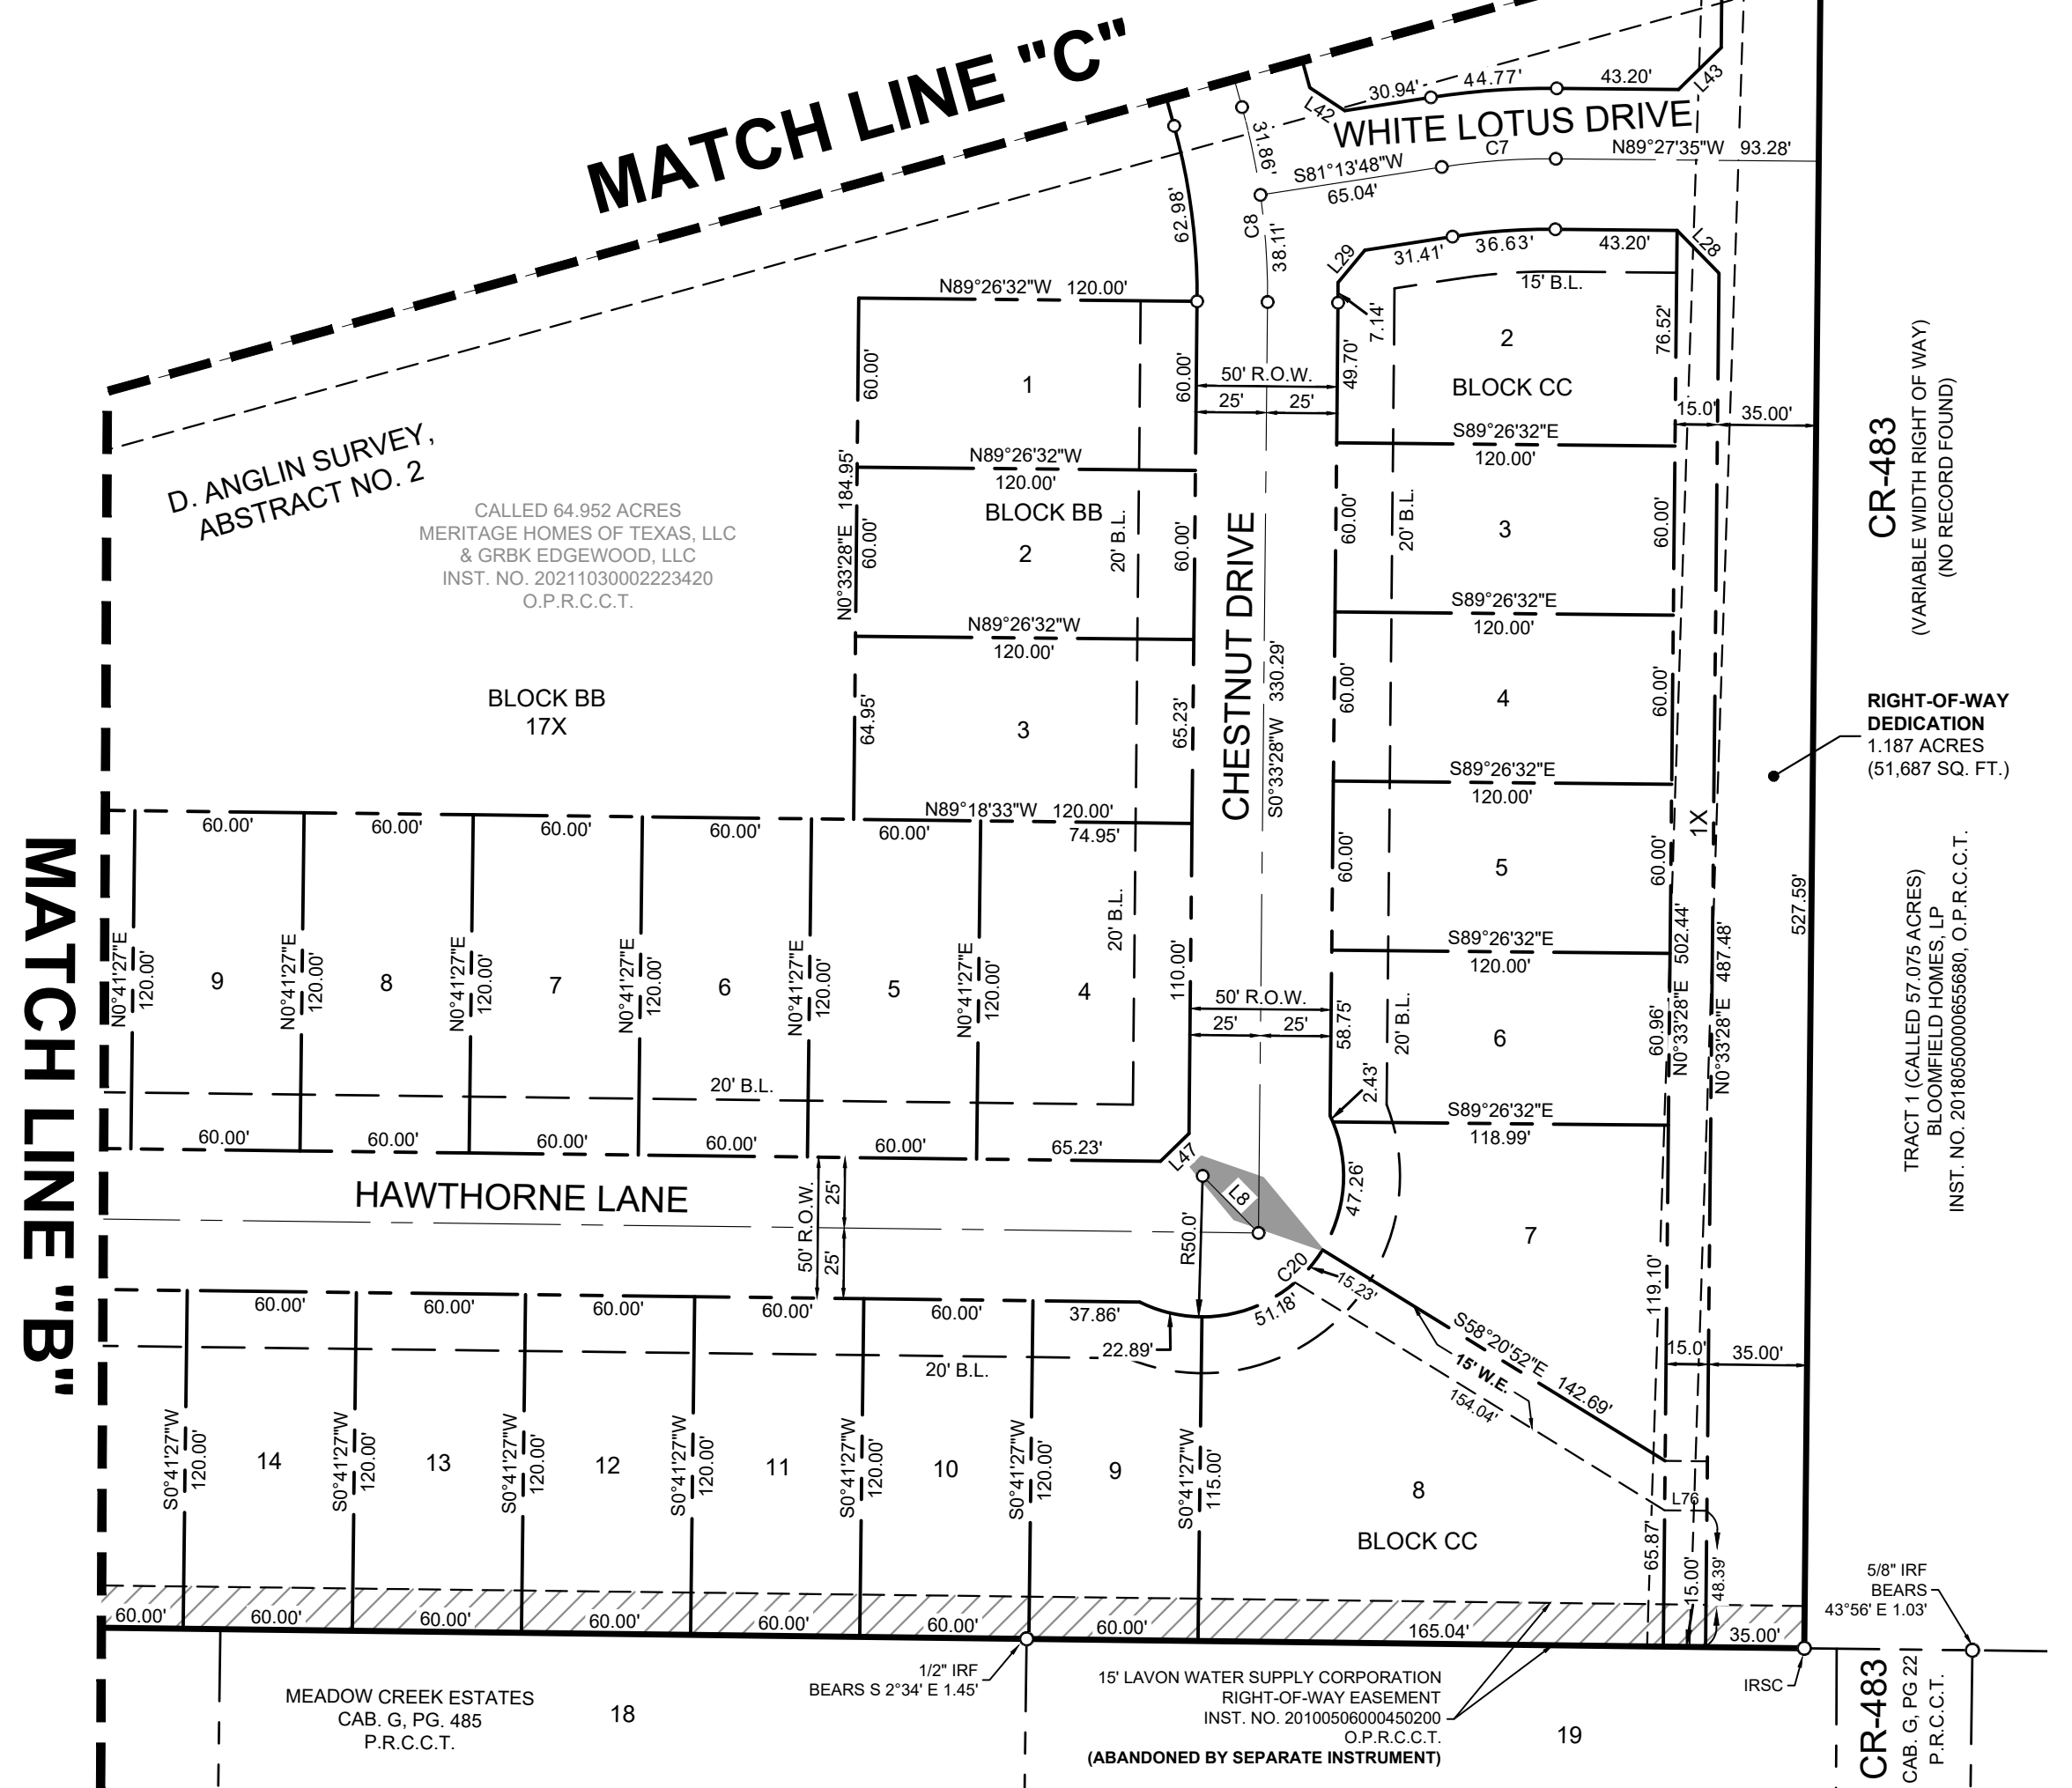 MATCH LINE "C"
30.94'
44.77'
43.20'
L43
L42
WHITE LOTUS DRIVE
31.86'
C7
N89°27'35"W 93.28'
S81°13'48"W
65.04'
62.98'
C8
38.11'
L29
31.41'
36.63'
43.20'
L28
N89°26'32"W 120.00'
15' B.L.
7.14'
60.00'
1
60.00'
50' R.O.W.
25'
25'
49.70'
2
BLOCK CC
76.52'
15.0'
35.00'
CR-483
(VARIABLE WIDTH RIGHT OF WAY)
(NO RECORD FOUND)
D. ANGLIN SURVEY,
ABSTRACT NO. 2
CALLED 64.952 ACRES
MERITAGE HOMES OF TEXAS, LLC
& GRBK EDGEWOOD, LLC
INST. NO. 20211030002223420
O.P.R.C.C.T.
N89°26'32"W
120.00'
BLOCK BB
2
N0°33'28"E 184.95'
60.00'
60.00'
20' B.L.
S89°26'32"E
120.00'
60.00'
20' B.L.
3
60.00'
CHESTNUT DRIVE
S0°33'28"W 330.29'
N89°26'32"W
120.00'
S89°26'32"E
120.00'
BLOCK BB
17X
64.95'
3
65.23'
60.00'
4
60.00'
RIGHT-OF-WAY
DEDICATION
1.187 ACRES
(51,687 SQ. FT.)
S89°26'32"E
120.00'
N89°18'33"W 120.00'
74.95'
60.00'
60.00'
60.00'
60.00'
60.00'
60.00'
5
60.00'
1X
MATCH LINE "B"
N0°41'27"E
120.00'
9
N0°41'27"E
120.00'
8
N0°41'27"E
120.00'
7
N0°41'27"E
120.00'
6
N0°41'27"E
120.00'
5
N0°41'27"E
120.00'
4
20' B.L.
110.00'
50' R.O.W.
25'
25'
S89°26'32"E
120.00'
58.75'
20' B.L.
6
60.96'
N0°33'28"E 502.44'
N0°33'28"E 487.48'
527.59'
TRACT 1 (CALLED 57.075 ACRES)
BLOOMFIELD HOMES, LP
INST. NO. 20180500000655680, O.P.R.C.C.T.
20' B.L.
2.43'
S89°26'32"E
118.99'
60.00'
60.00'
60.00'
60.00'
60.00'
65.23'
L47
HAWTHORNE LANE
50' R.O.W.
25'
25'
L8
R50.0'
47.26'
7
C20
15.23'
51.18'
119.10'
60.00'
60.00'
60.00'
60.00'
60.00'
37.86'
22.89'
20' B.L.
S58°20'52"E 142.69'
15' W.E.
154.04'
15.0'
35.00'
S0°41'27"W
120.00'
14
S0°41'27"W
120.00'
13
S0°41'27"W
120.00'
12
S0°41'27"W
120.00'
11
S0°41'27"W
120.00'
10
S0°41'27"W
120.00'
9
S0°41'27"W
115.00'
8
BLOCK CC
L76
65.87'
15.00'
48.39'
5/8" IRF
BEARS
43°56' E 1.03'
60.00'
60.00'
60.00'
60.00'
60.00'
60.00'
60.00'
165.04'
35.00'
1/2" IRF
BEARS S 2°34' E 1.45'
MEADOW CREEK ESTATES
CAB. G, PG. 485
P.R.C.C.T.
18
15' LAVON WATER SUPPLY CORPORATION
RIGHT-OF-WAY EASEMENT
INST. NO. 20100506000450200
O.P.R.C.C.T.
(ABANDONED BY SEPARATE INSTRUMENT)
19
IRSC
CR-483
CAB. G, PG 22
P.R.C.C.T.